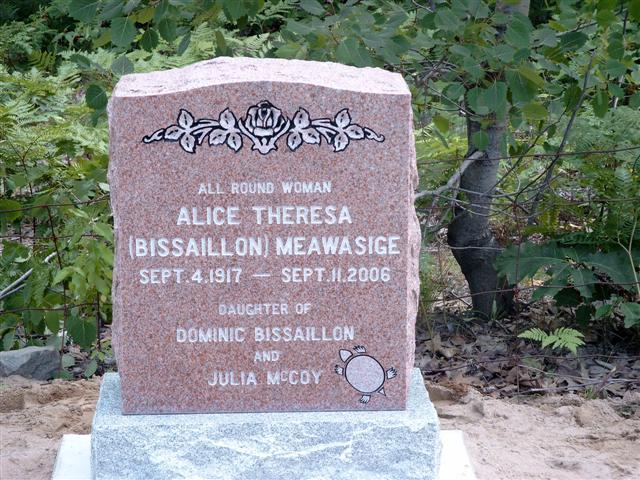 ALL ROUND WOMAN
ALICE THERESA
(BISSAILLON) MEAWASIGE
SEPT. 4. 1917 — SEPT. 11. 2006
DAUGHTER OF
DOMINIC BISSAILLON
AND
JULIA McCOY